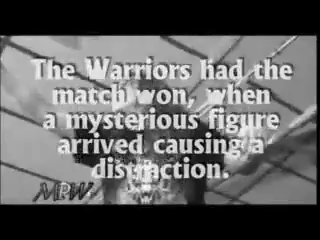 The Warriors had the
match won, when
a mysterious figure
arrived causing a
distraction.
MPW